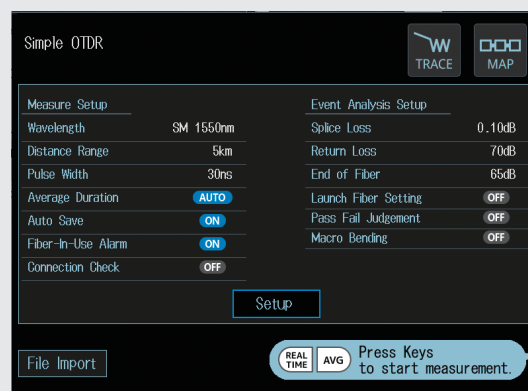 Simple OTDR
TRACE
MAP
Measure Setup
Wavelength SM 1550nm
Distance Range 5km
Pulse Width 30ns
Average Duration AUTO
Auto Save ON
Fiber-In-Use Alarm ON
Connection Check OFF
Event Analysis Setup
Splice Loss 0.10dB
Return Loss 70dB
End of Fiber 65dB
Launch Fiber Setting OFF
Pass Fail Judgement OFF
Macro Bending OFF
Setup
File Import
REAL
TIME
AVG
Press Keys
to start measurement.